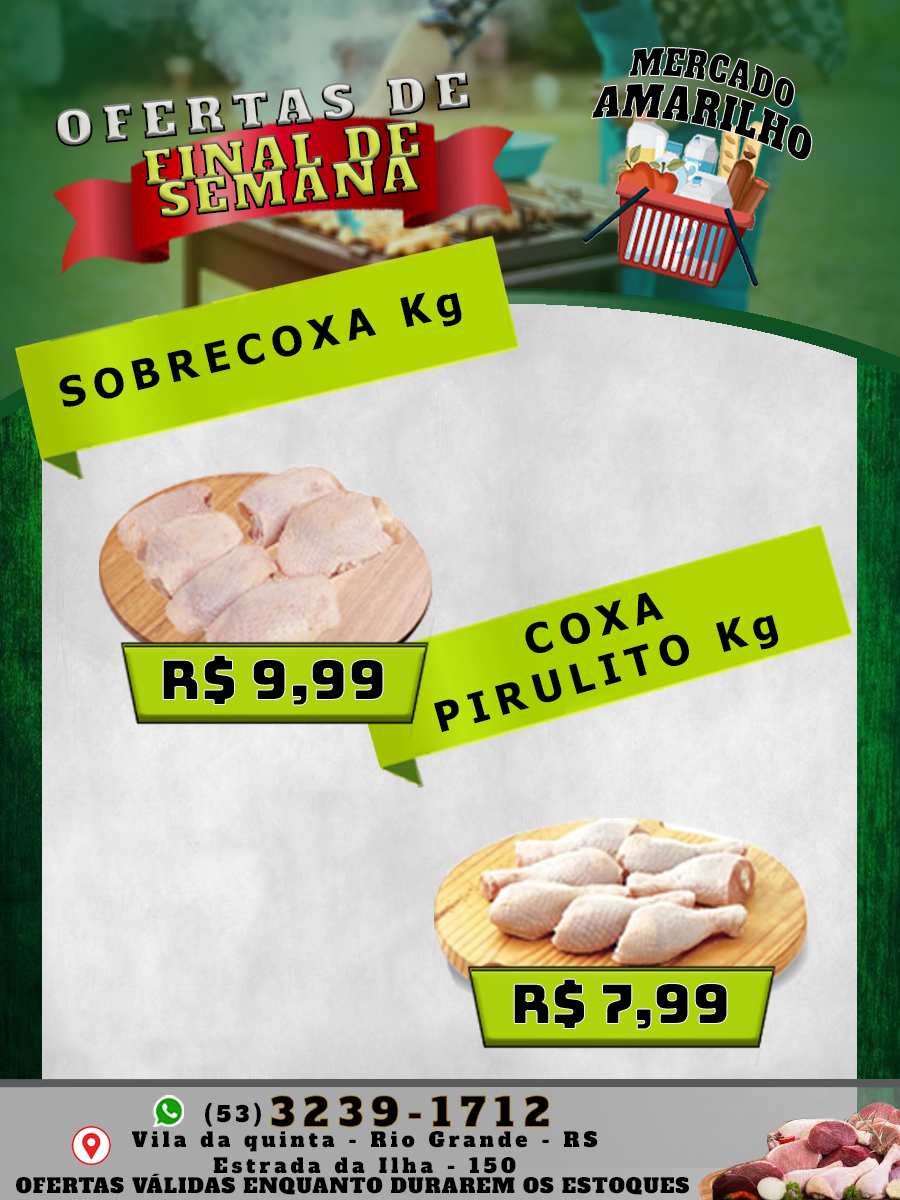 OFERTAS DE
FINAL DE
SEMANA
MERCADO
AMARILHO
SOBRECOXA Kg
R$ 9,99
COXA
PIRULITO Kg
R$ 7,99
(53) 3239-1712
Vila da quinta - Rio Grande - RS
Estrada da Ilha - 150
OFERTAS VÁLIDAS ENQUANTO DURAREM OS ESTOQUES